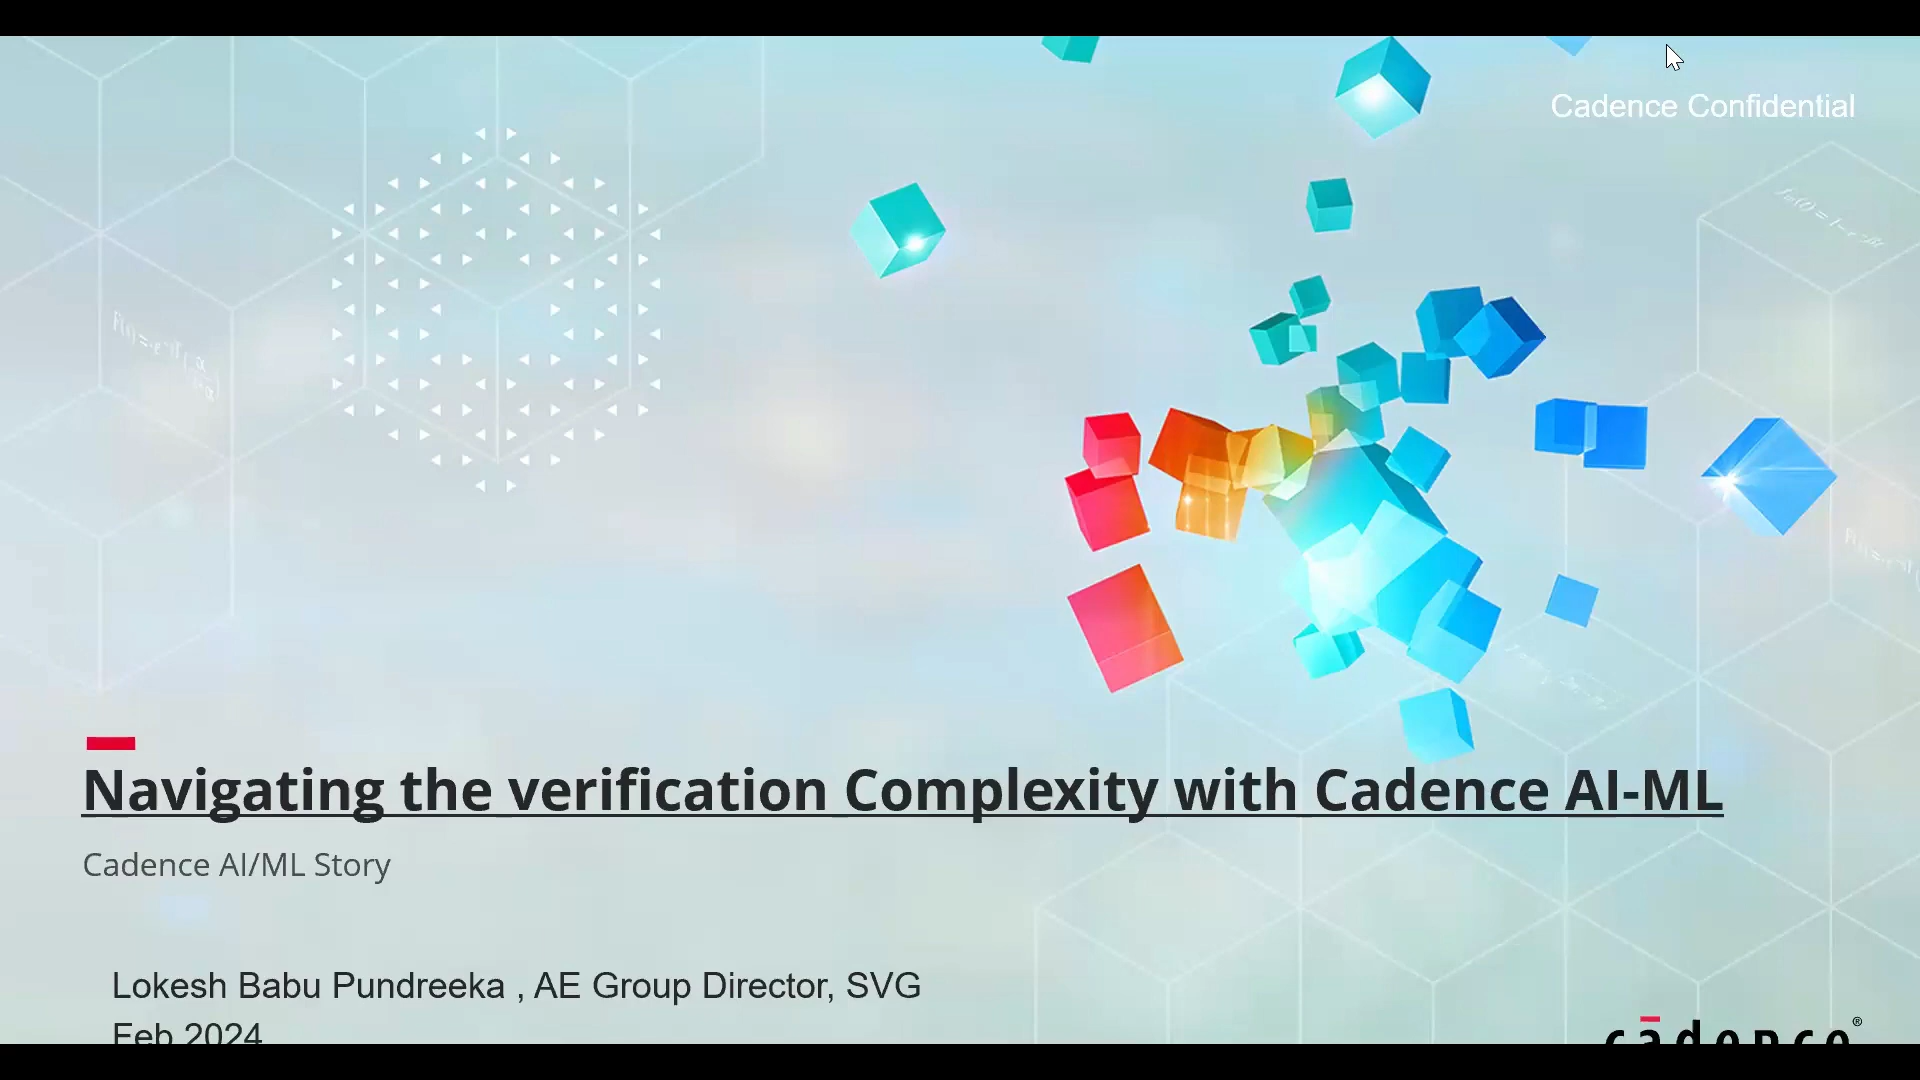 Cadence Confidential
Navigating the verification Complexity with Cadence AI-ML
Cadence AI/ML Story
Lokesh Babu Pundreeka , AE Group Director, SVG
Feb 2024
cādence®